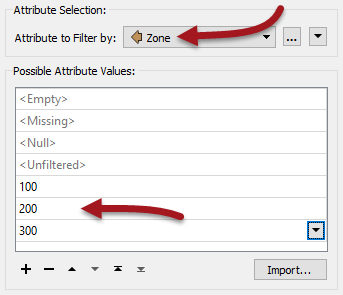 Attribute Selection:
Attribute to Filter by: Zone ...
Possible Attribute Values:
<Empty>
<Missing>
<Null>
<Unfiltered>
100
200
300
Import...